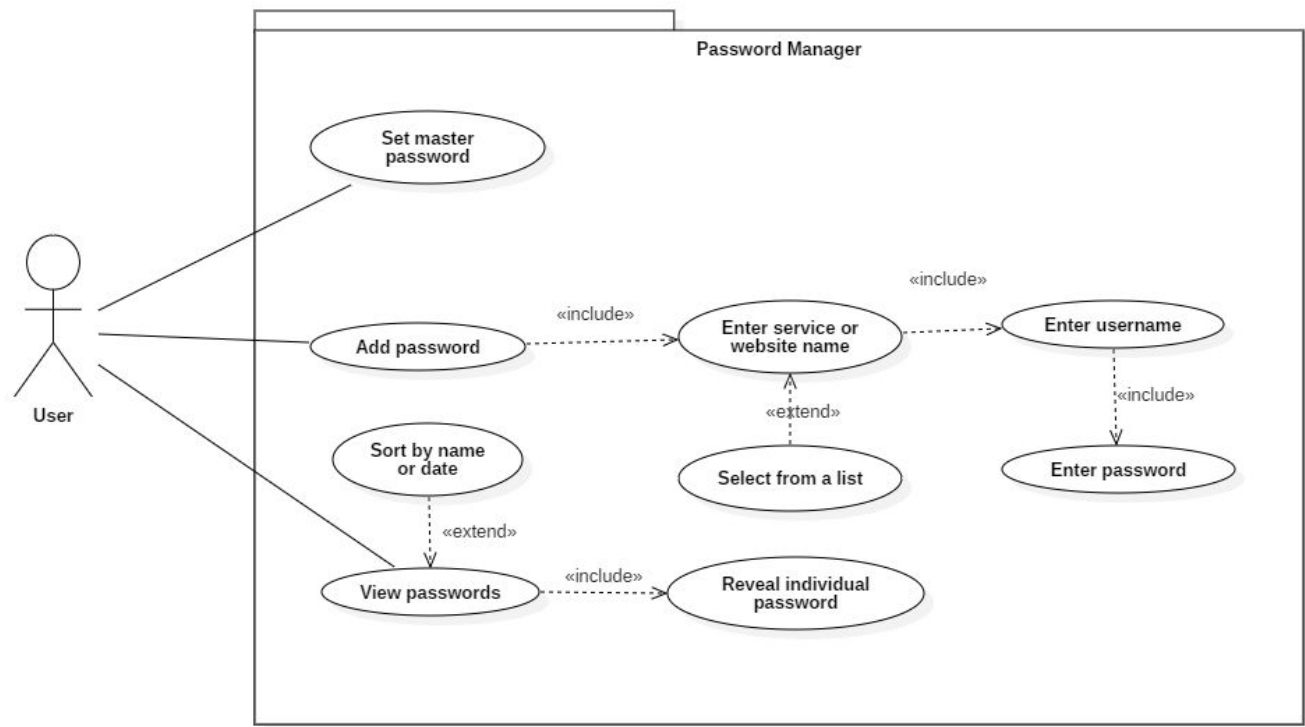 Password Manager
Set master
password
«include»
«include»
Enter service or
website name
Enter username
Add password
«include»
«extend»
User
Sort by name
or date
Select from a list
Enter password
«extend»
«include»
Reveal individual
password
View passwords